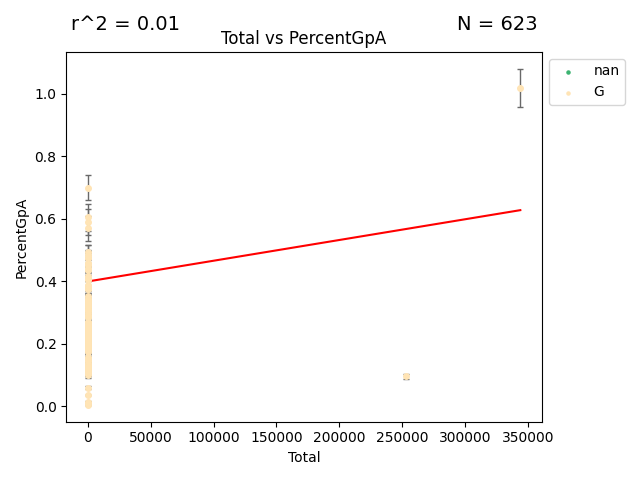 r^2 = 0.01
N = 623
Total vs PercentGpA
nan
G
PercentGpA
1.0
0.8
0.6
0.4
0.2
0.0
0
50000
100000
150000
200000
250000
300000
350000
Total